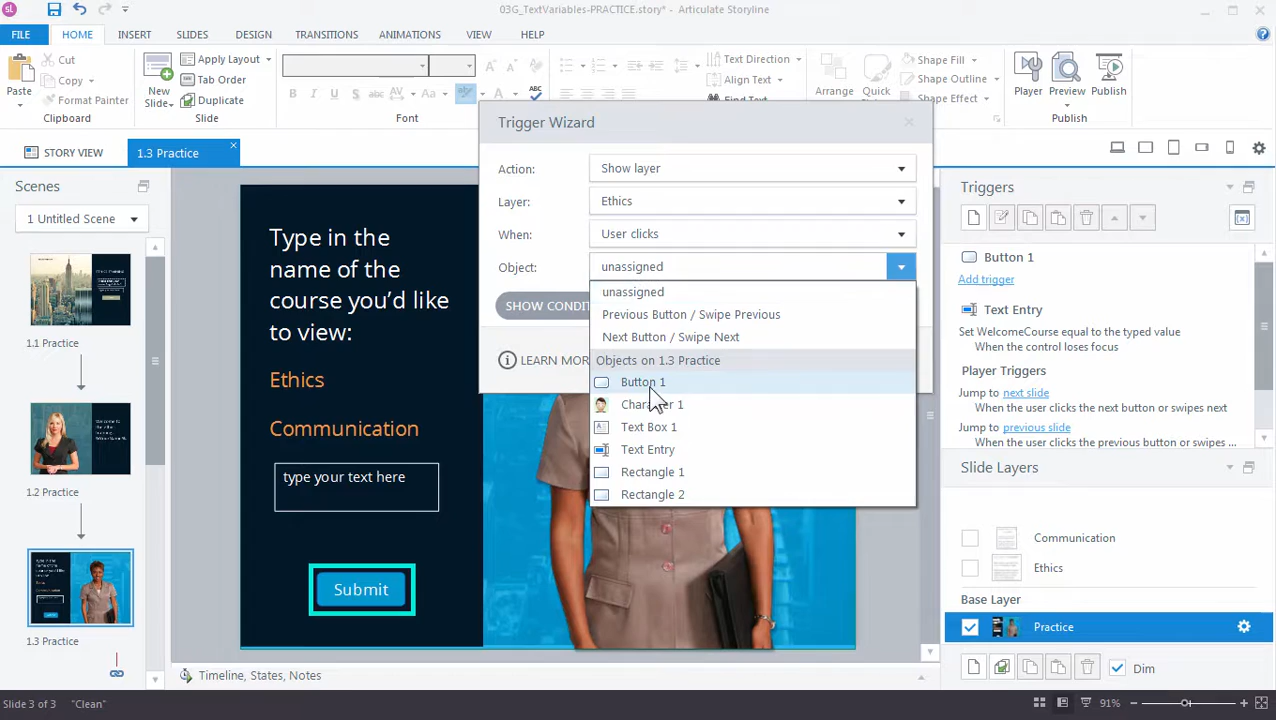 sl
03G_TextVariables-PRACTICE.story* - Articulate Storyline
FILE
HOME
INSERT
SLIDES
DESIGN
TRANSITIONS
ANIMATIONS
VIEW
HELP
Paste
Cut
Copy
Format Painter
Clipboard
New
Slide
Apply Layout
Tab Order
Duplicate
Slide
B I U S abc AV Aa
ABC
Font
Text Direction
Align Text
Find Text
Arrange
Quick
Shape Fill
Shape Outline
Shape Effect
Player
Preview
Publish
Publish
STORY VIEW
1.3 Practice
Scenes
1 Untitled Scene
1.1 Practice
1.2 Practice
1.3 Practice
Type in the
name of the
course you'd like
to view:
Ethics
Communication
type your text here
Submit
Trigger Wizard
Action:
Show layer
Layer:
Ethics
When:
User clicks
Object:
unassigned
SHOW CONDITI
LEARN MOR
unassigned
Previous Button / Swipe Previous
Next Button / Swipe Next
Objects on 1.3 Practice
Button 1
Character 1
Text Box 1
Text Entry
Rectangle 1
Rectangle 2
Triggers
Button 1
Add trigger
Text Entry
Set WelcomeCourse equal to the typed value
When the control loses focus
Player Triggers
Jump to next slide
When the user clicks the next button or swipes next
Jump to previous slide
When the user clicks the previous button or swipes ...
Slide Layers
Communication
Ethics
Base Layer
Practice
Dim
Timeline, States, Notes
Slide 3 of 3
"Clean"
91%